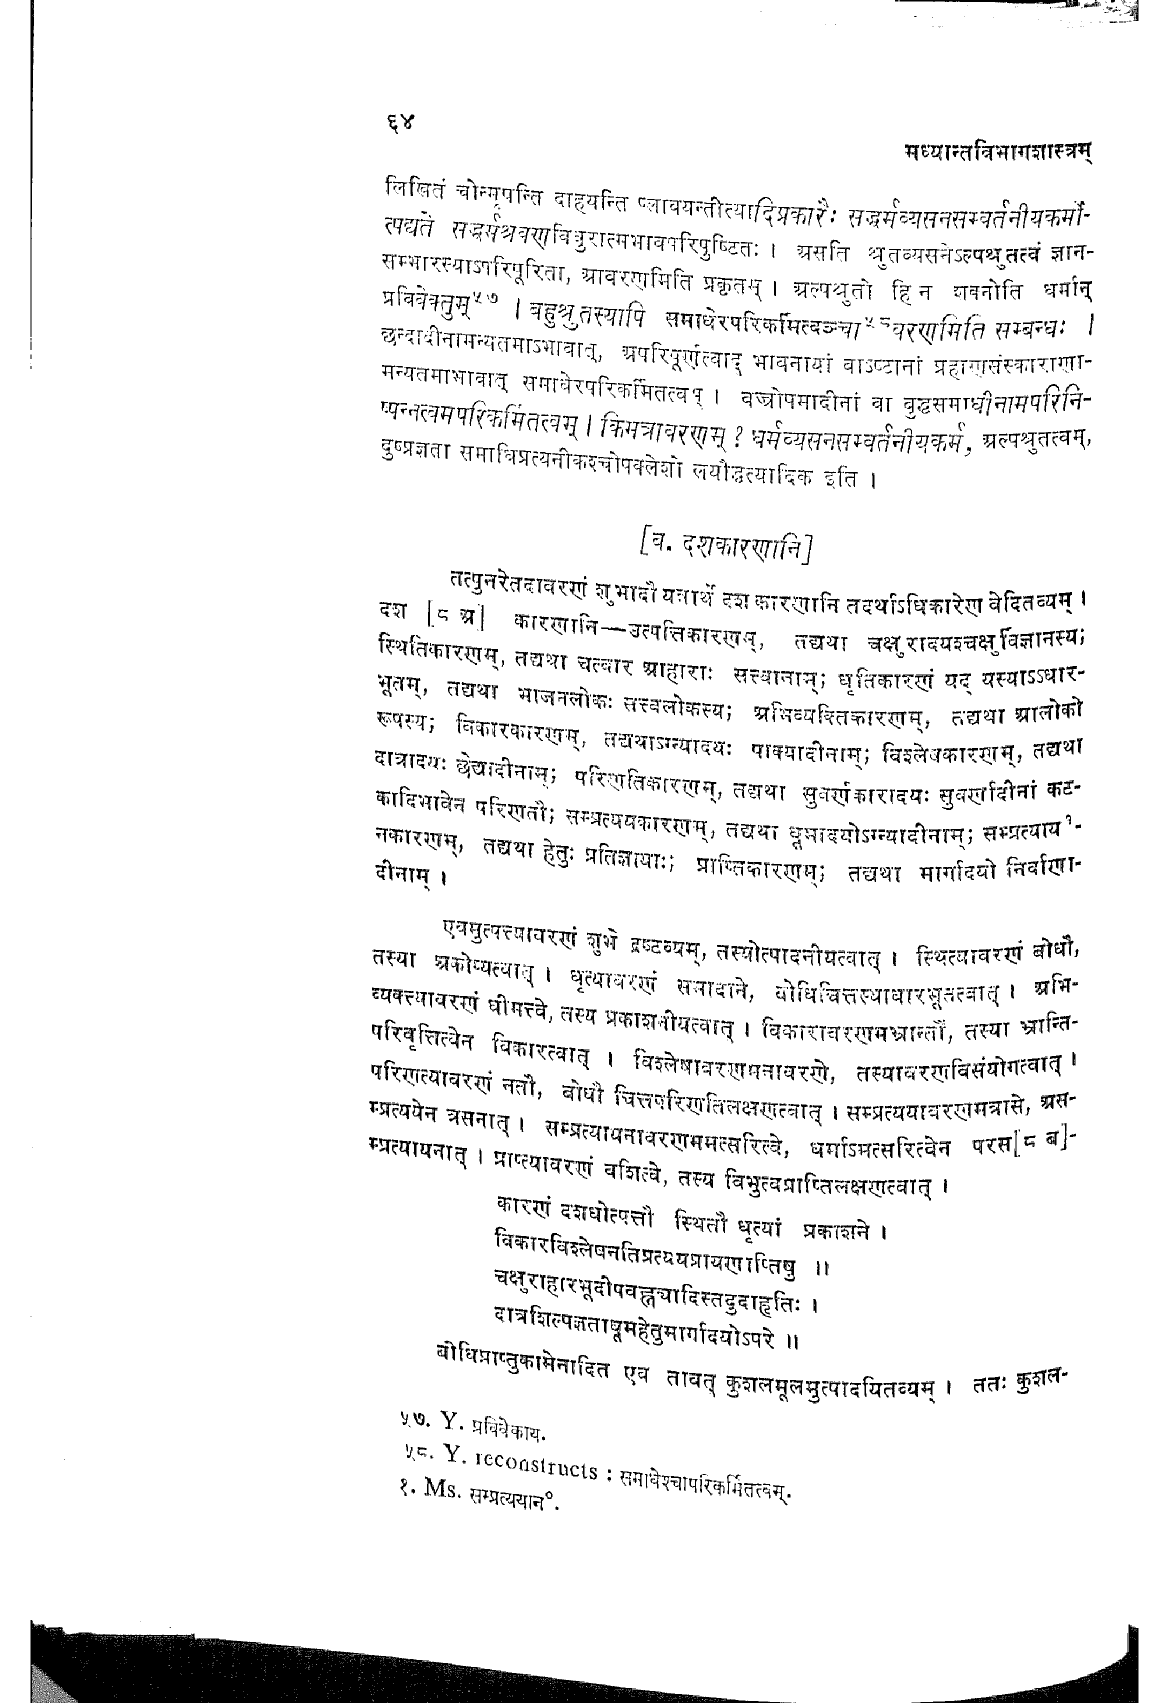 ६४
मध्यान्तविभागशास्त्रम्
लिखितं चोन्मृषन्ति दाहयन्ति प्लावयन्तीत्यादिप्रकारैः सद्धर्मव्यसनसम्वर्तनीयकर्मो-
त्पद्यते सद्धर्मश्रवणविधुरात्मभावपरिपुष्टितः । असति श्रुतव्यसनेऽल्पश्रुतत्वं ज्ञान-
सम्भारस्याऽपरिपूरिता, आवरणमिति प्रकृतम् । अल्पश्रुतो हि न शक्नोति धर्मान्
प्रविवेक्तुम्५७ । बहुश्रुतस्यापि समाधेरपरिकर्मितत्वञ्चा५८वरणमिति सम्बन्धः ।
छन्दादीनामन्यतमाऽभावात्, अपरिपूर्णत्वाद् भावनायां वाऽष्टानां प्रहाणसंस्काराणा-
मन्यतमाभावात् समाधेरपरिकर्मितत्वम् । वज्रोपमादीनां वा बुद्धसमाधीनामपरिनि-
ष्पन्नत्वमपरिकर्मितत्वम् । किमत्रावरणम् ? धर्मव्यसनसम्वर्तनीयकर्म, अल्पश्रुतत्वम्,
दुष्प्रज्ञता समाधिप्रत्यनीकश्चोपक्लेशो लयौद्धत्यादिक इति ।
[ब. दशकारणानि]
तत्पुनरेतदावरणं शुभादौ यत्रार्थे दश कारणानि तदर्थाऽधिकारेण वेदितव्यम् ।
दश [८ अ] कारणानि—उत्पत्तिकारणम्, तद्यथा चक्षुरादयश्चक्षुर्विज्ञानस्य;
स्थितिकारणम्, तद्यथा चत्वार आहाराः सत्त्वानाम्; धृतिकारणं यद् यस्याऽऽधार-
भूतम्, तद्यथा भाजनलोकः सत्त्वलोकस्य; अभिव्यक्तिकारणम्, तद्यथा आलोको
रूपस्य; विकारकारणम्, तद्यथाऽग्न्यादयः पाक्यादीनाम्; विश्लेषकारणम्, तद्यथा
दात्रादयः छेद्यादीनाम्; परिणतिकारणम्, तद्यथा सुवर्णकारादयः सुवर्णादीनां कट-
कादिभावेन परिणतौ; सम्प्रत्ययकारणम्, तद्यथा धूमादयोऽग्न्यादीनाम्; सम्प्रत्याय१-
नकारणम्, तद्यथा हेतुः प्रतिज्ञायाः; प्राप्तिकारणम्; तद्यथा मार्गादयो निर्वाणा-
दीनाम् ।
एवमुत्पत्त्यावरणं शुभे द्रष्टव्यम्, तस्योत्पादनीयत्वात् । स्थित्यावरणं बोधौ,
तस्या अकोप्यत्वात् । धृत्यावरणं समादाने, बोधिचित्तस्याधारभूतत्वात् । अभि-
व्यक्त्यावरणं धीमत्त्वे, तस्य प्रकाशनीयत्वात् । विकारावरणमभ्रान्तौ, तस्या भ्रान्ति-
परिवृत्तित्वेन विकारत्वात् । विश्लेषावरणमनावरणे, तस्यावरणविसंयोगत्वात् ।
परिणत्यावरणं नतौ, बोधौ चित्तपरिणतिलक्षणत्वात् । सम्प्रत्ययावरणमत्रासे, अस-
म्प्रत्ययेन त्रसनात् । सम्प्रत्यायनावरणममत्सरित्वे, धर्माऽमत्सरित्वेन परस[८ ब]-
म्प्रत्यायनात् । प्राप्त्यावरणं वशित्वे, तस्य विभुत्वप्राप्तिलक्षणत्वात् ।
कारणं दशधोत्पत्तौ स्थितौ धृत्यां प्रकाशने ।
विकारविश्लेषनतिप्रत्ययप्रायणाप्तिषु ॥
चक्षुराहारभूदीपवह्न्यादिस्तदुदाहृतिः ।
दात्रशिल्पज्ञताधूमहेतुमार्गादयोऽपरे ॥
बोधिप्राप्तुकामेनादित एव तावत् कुशलमूलमुत्पादयितव्यम् । ततः कुशल-
५७. Y. प्रविवेकाय.
५८. Y. reconstructs : समाधेश्चापरिकर्मितत्वम्.
१. Ms. सम्प्रत्ययान°.